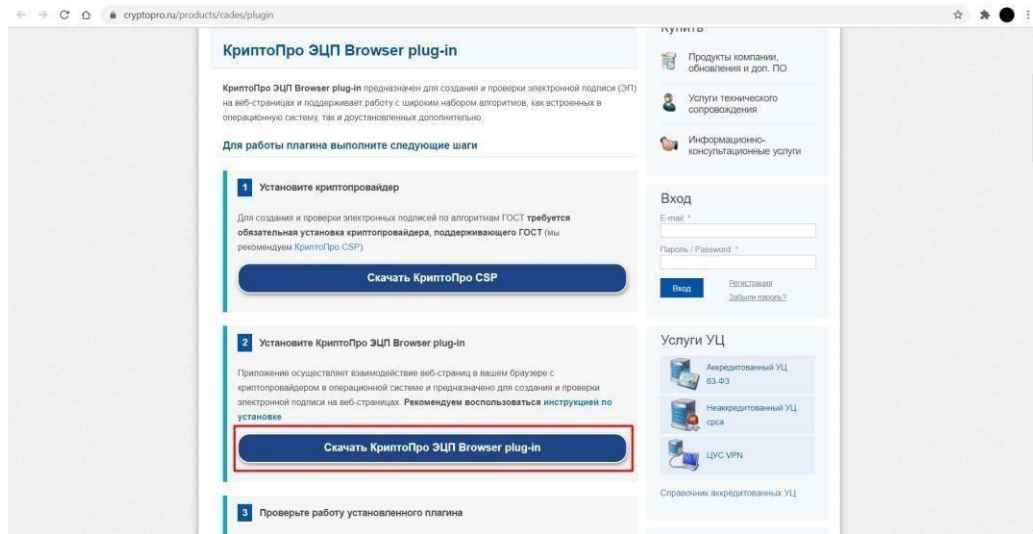 cryptopro.ru/products/cades/plugin
КриптоПро ЭЦП Browser plug-in
КриптоПро ЭЦП Browser plug-in предназначен для создания и проверки электронной подписи (ЭП)
на веб-страницах и поддерживает работу с широким набором алгоритмов, как встроенных в
операционную систему, так и доустановленных дополнительно.
Для работы плагина выполните следующие шаги
1 Установите криптопровайдер
Для создания и проверки электронных подписей по алгоритмам ГОСТ требуется
обязательная установка криптопровайдера, поддерживающего ГОСТ (мы
рекомендуем КриптоПро CSP).
Скачать КриптоПро CSP
2 Установите КриптоПро ЭЦП Browser plug-in
Приложение осуществляет взаимодействие веб-страниц в вашем браузере с
криптопровайдером в операционной системе и предназначено для создания и проверки
электронной подписи на веб-страницах. Рекомендуем воспользоваться инструкцией по
установке
Скачать КриптоПро ЭЦП Browser plug-in
3 Проверьте работу установленного плагина
Купить
Продукты компании,
обновления и доп. ПО
Услуги технического
сопровождения
Информационно-
консультационные услуги
Вход
E-mail: *
Пароль / Password: *
Вход
Регистрация
Забыли пароль?
Услуги УЦ
Аккредитованный УЦ
63-ФЗ
Неаккредитованный УЦ
cpca
ЦУС VPN
Справочник аккредитованных УЦ